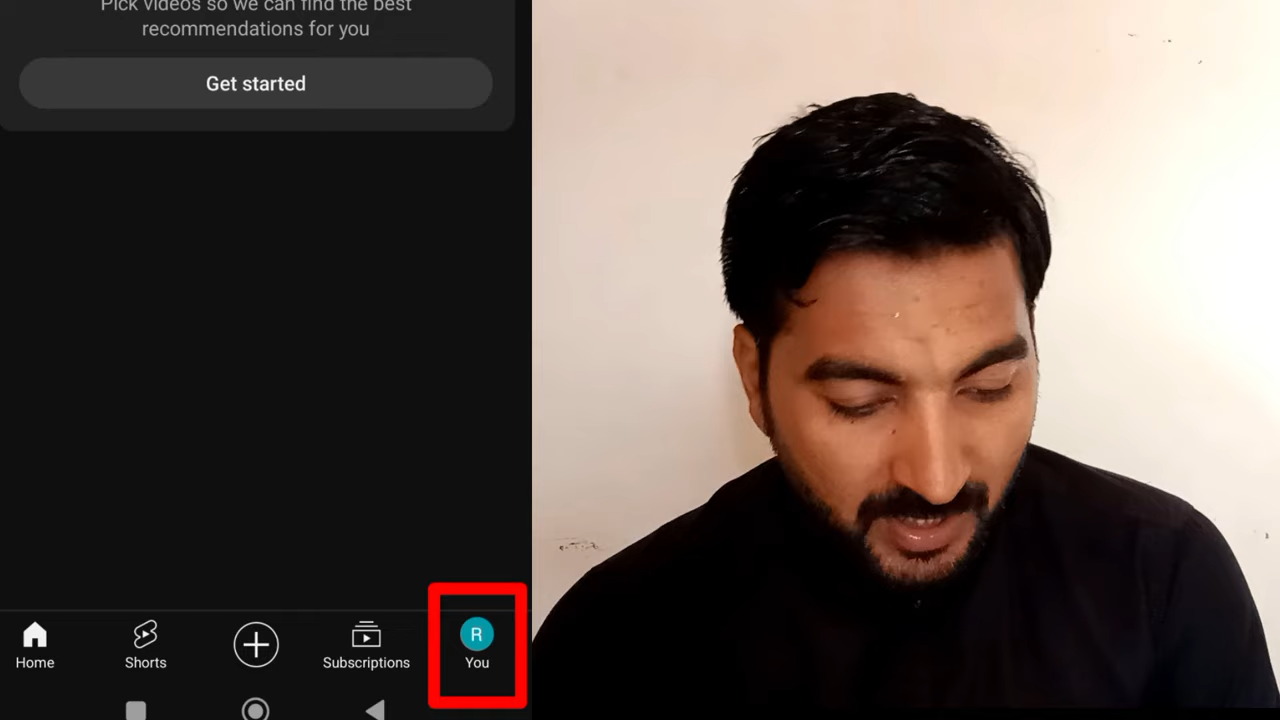 Pick videos so we can find the best
recommendations for you
Get started
Home
Shorts
Subscriptions
R
You